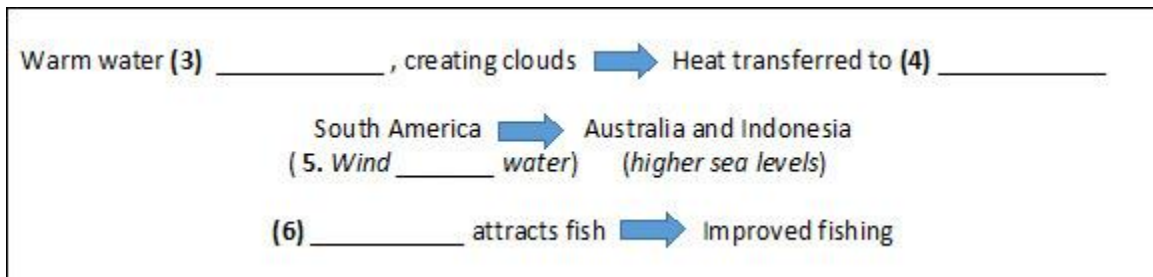 Warm water (3) ____________ , creating clouds Heat transferred to (4) ____________
South America Australia and Indonesia
( 5. Wind _______ water) (higher sea levels)
(6) ___________ attracts fish Improved fishing